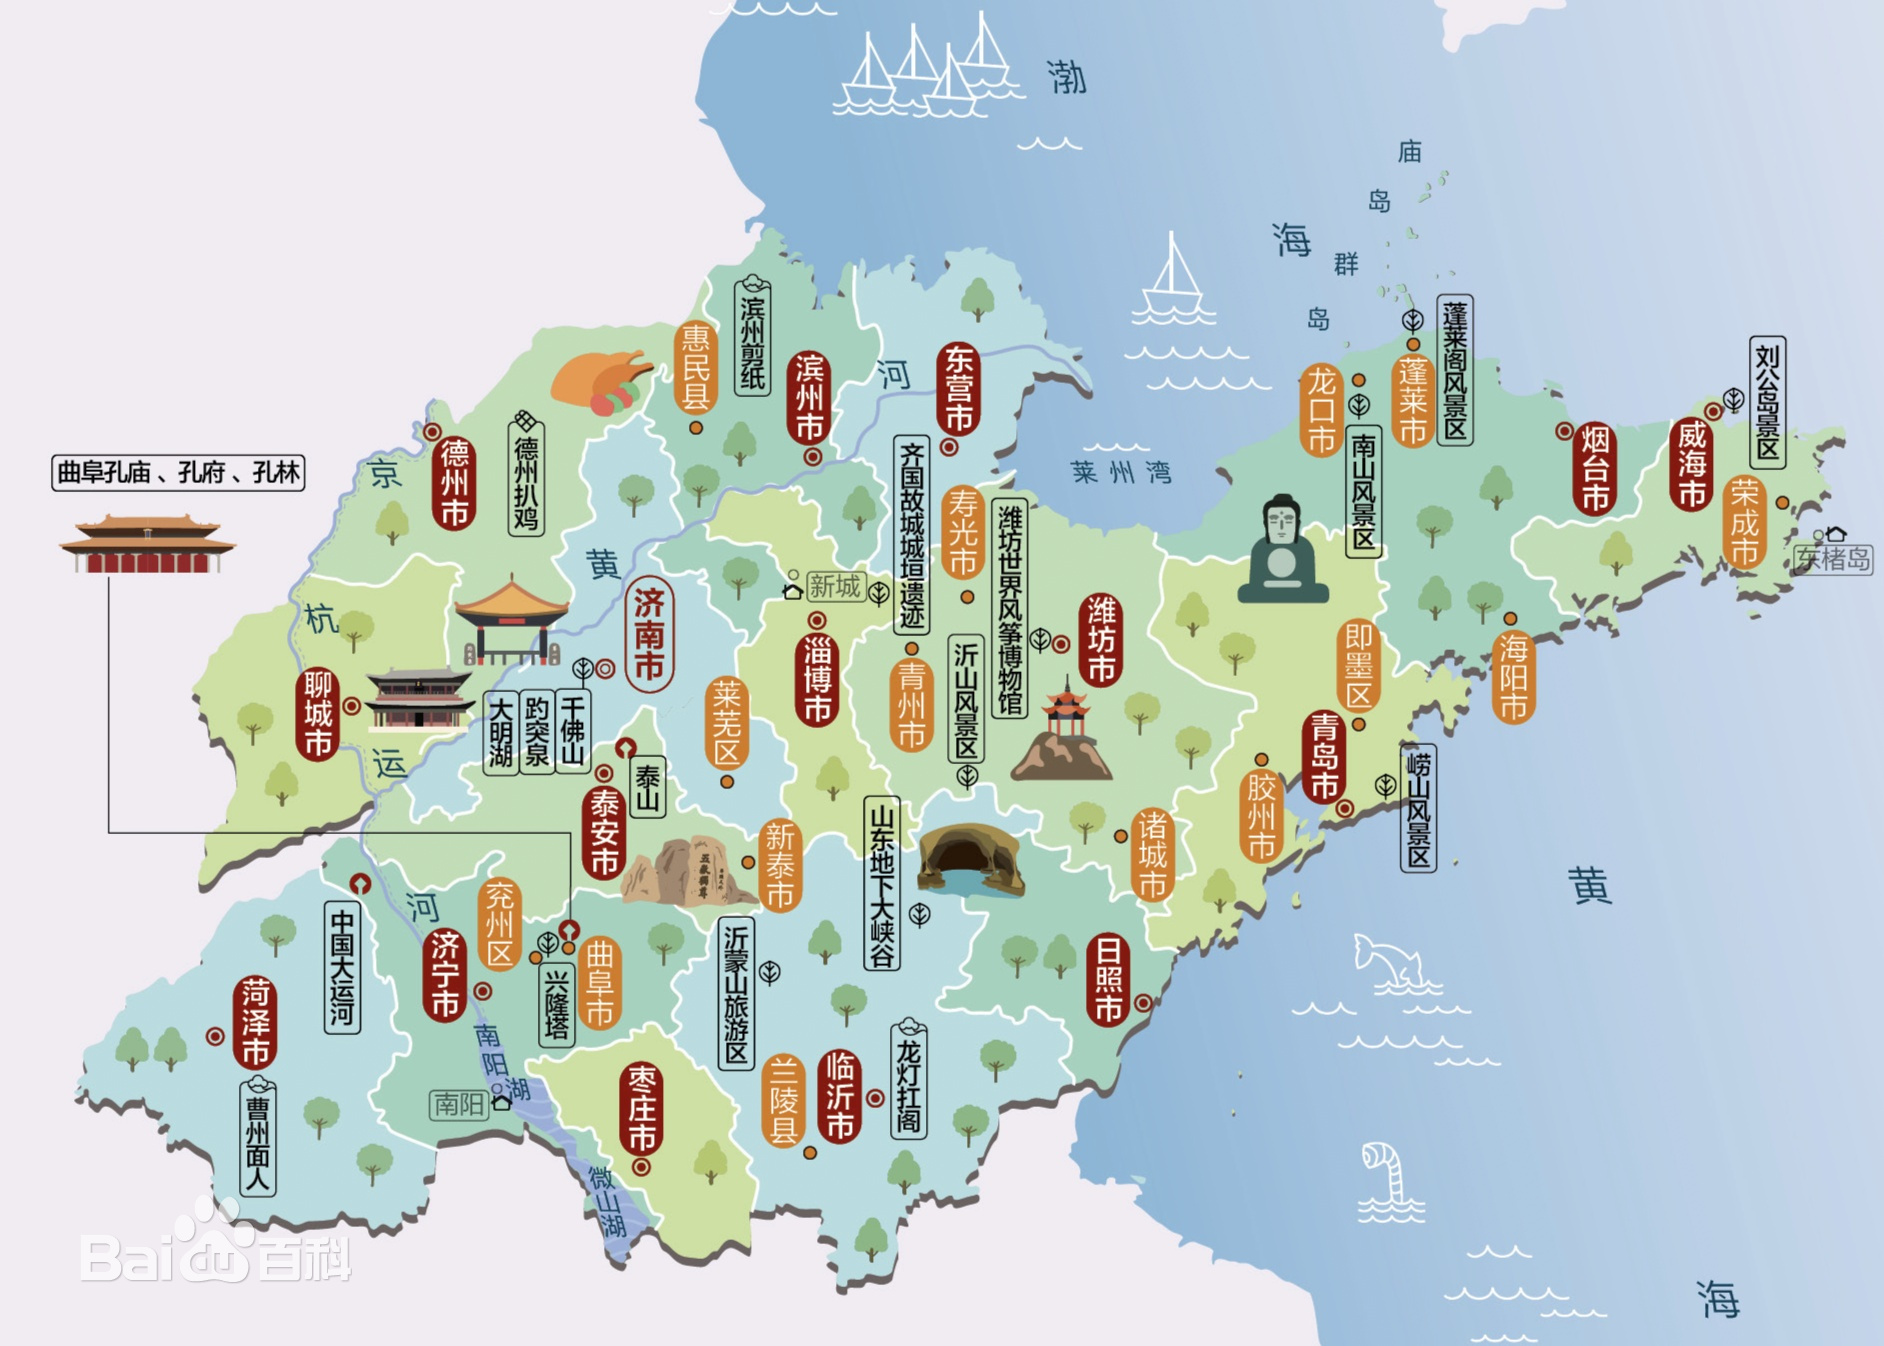 渤
海
庙
岛
群
岛
蓬莱阁风景区
刘公岛景区
滨州剪纸
惠民县
滨州市
河
东营市
龙口市
蓬莱市
南山风景区
烟台市
威海市
荣成市
东楮岛
莱州湾
德州市
德州扒鸡
京
曲阜孔庙、孔府、孔林
齐国故城城垣遗迹
寿光市
潍坊世界风筝博物馆
黄
新城
济南市
杭
淄博市
青州市
沂山风景区
潍坊市
即墨区
海阳市
聊城市
大明湖
趵突泉
千佛山
莱芜区
运
泰山
泰安市
青岛市
崂山风景区
胶州市
山东地下大峡谷
诸城市
新泰市
五嶽獨尊
黄
河
兖州区
中国大运河
济宁市
曲阜市
兴隆塔
沂蒙山旅游区
日照市
菏泽市
曹州面人
南阳湖
南阳
枣庄市
兰陵县
临沂市
龙灯扛阁
微山湖
海
Bai百科